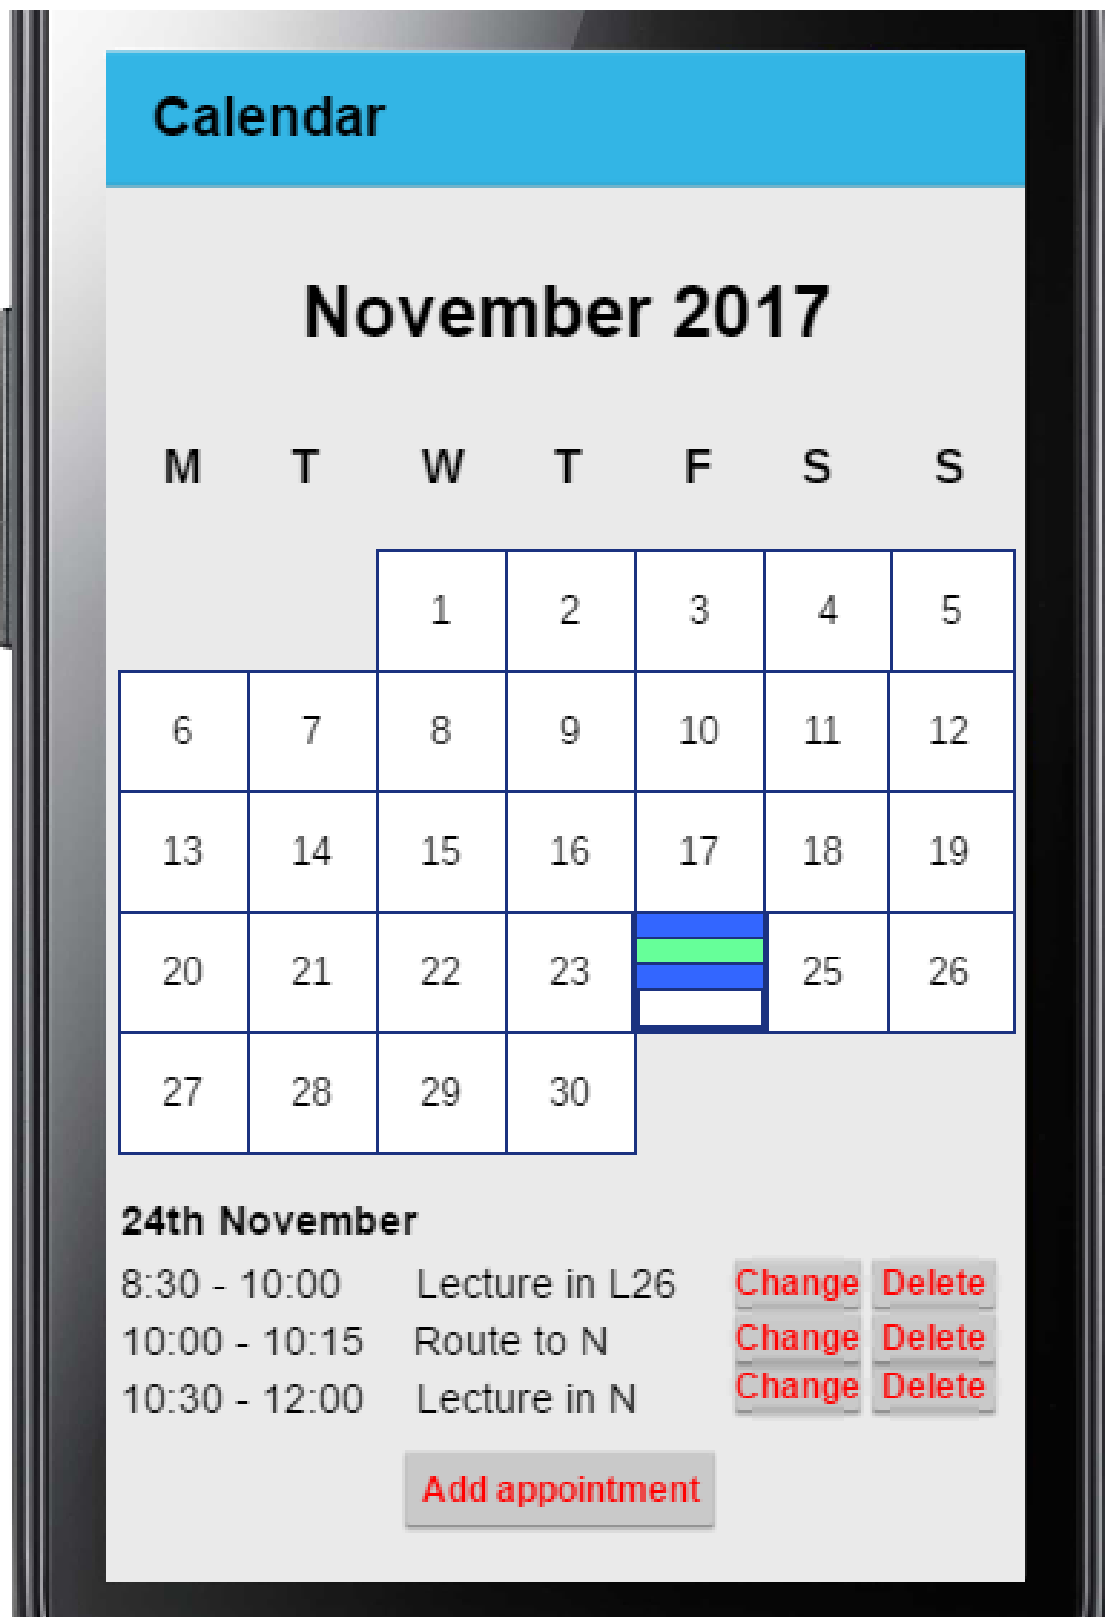 Calendar
November 2017
M T W T F S S
1 2 3 4 5
6 7 8 9 10 11 12
13 14 15 16 17 18 19
20 21 22 23 25 26
27 28 29 30
24th November
8:30 - 10:00 Lecture in L26 Change Delete
10:00 - 10:15 Route to N Change Delete
10:30 - 12:00 Lecture in N Change Delete
Add appointment